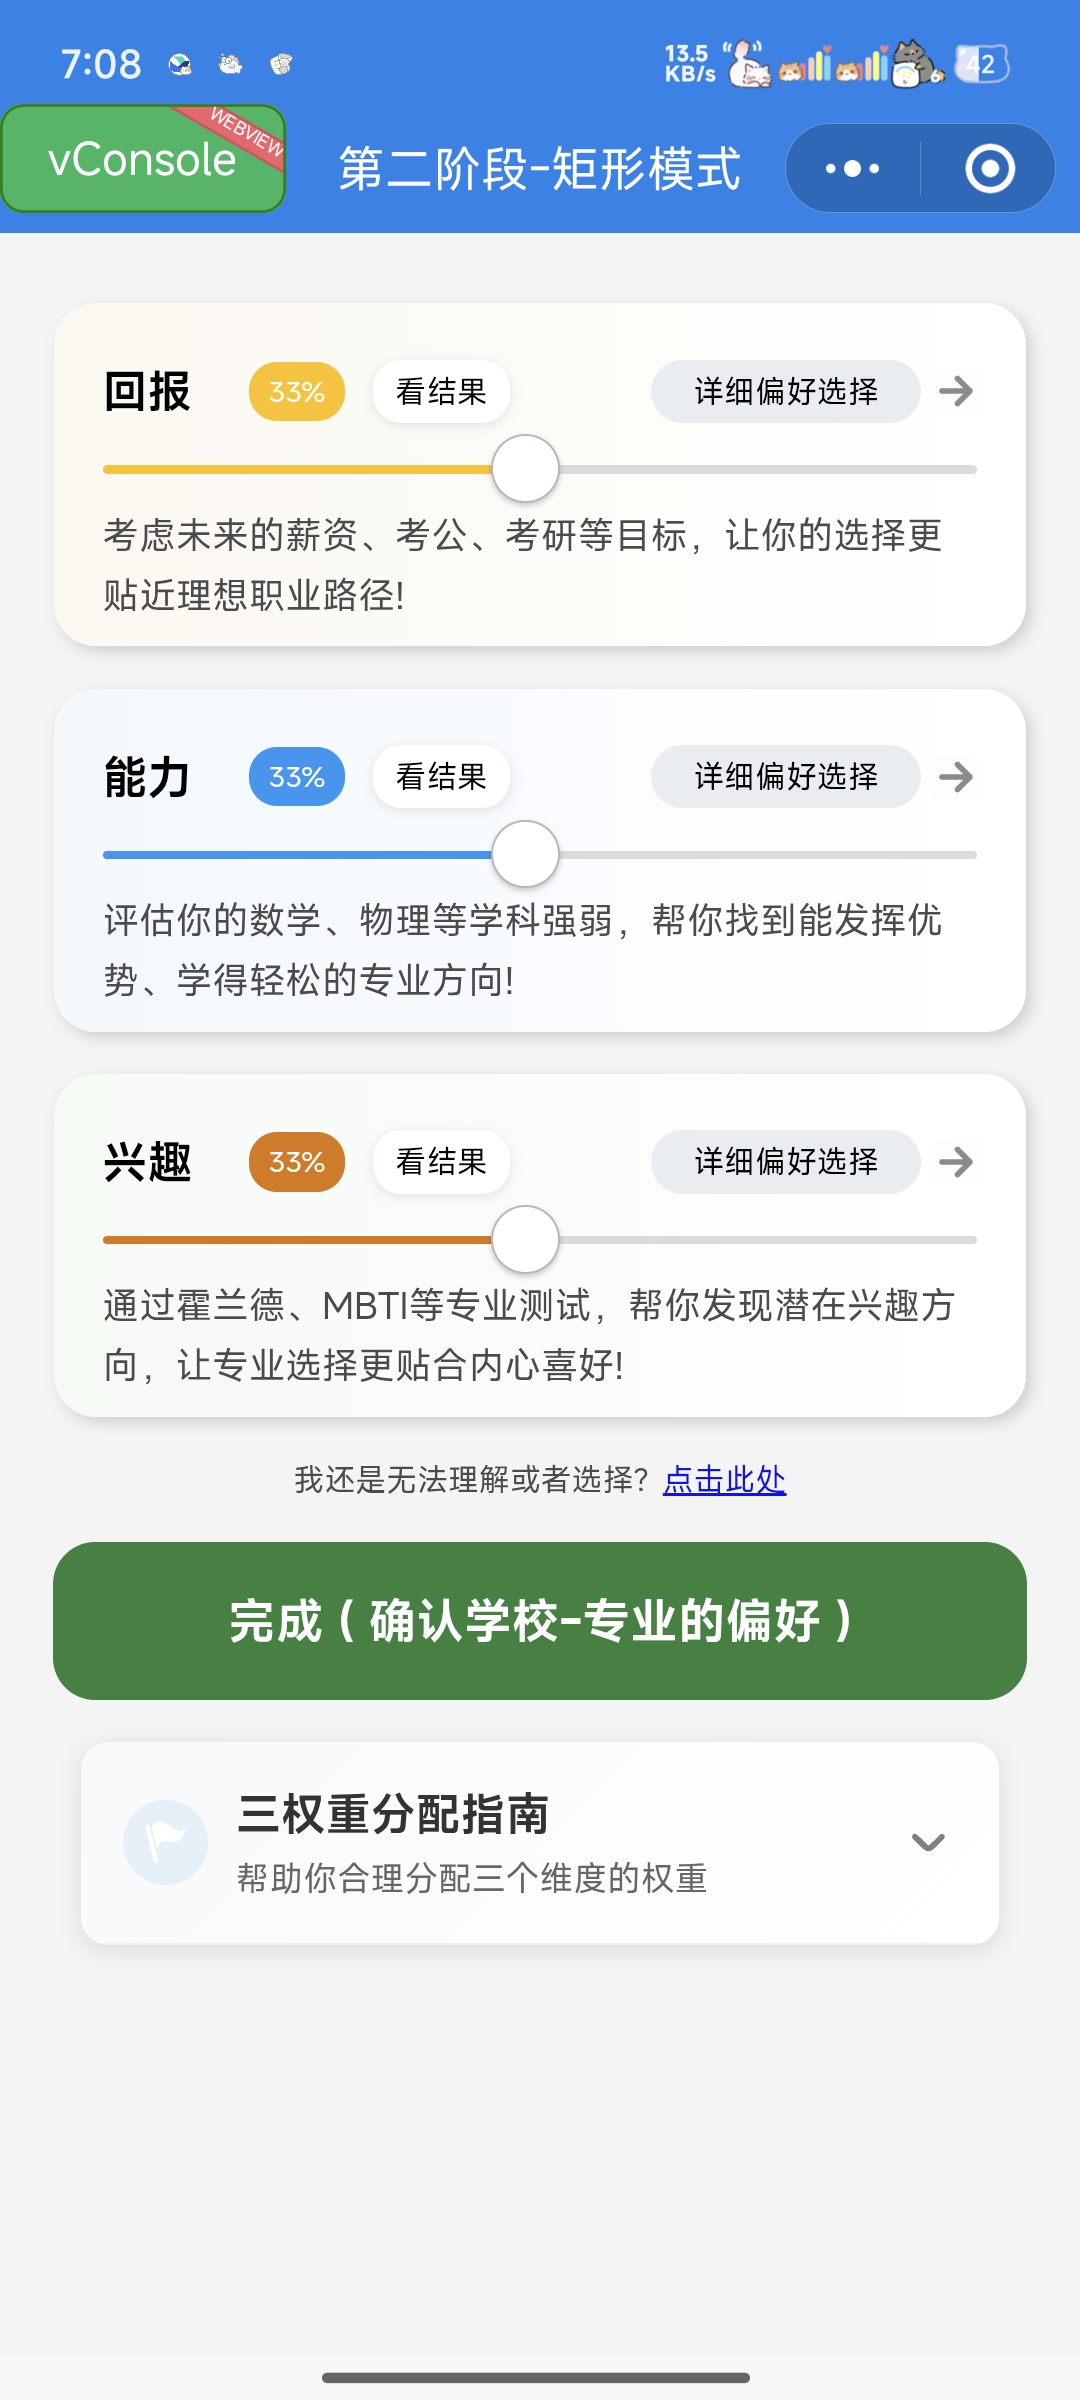 7:08
13.5
KB/s
42
vConsole
WEBVIEW
第二阶段-矩形模式
回报 33% 看结果 详细偏好选择
考虑未来的薪资、考公、考研等目标，让你的选择更
贴近理想职业路径!
能力 33% 看结果 详细偏好选择
评估你的数学、物理等学科强弱，帮你找到能发挥优
势、学得轻松的专业方向!
兴趣 33% 看结果 详细偏好选择
通过霍兰德、MBTI等专业测试，帮你发现潜在兴趣方
向，让专业选择更贴合内心喜好!
我还是无法理解或者选择? 点击此处
完成（确认学校-专业的偏好）
三权重分配指南
帮助你合理分配三个维度的权重